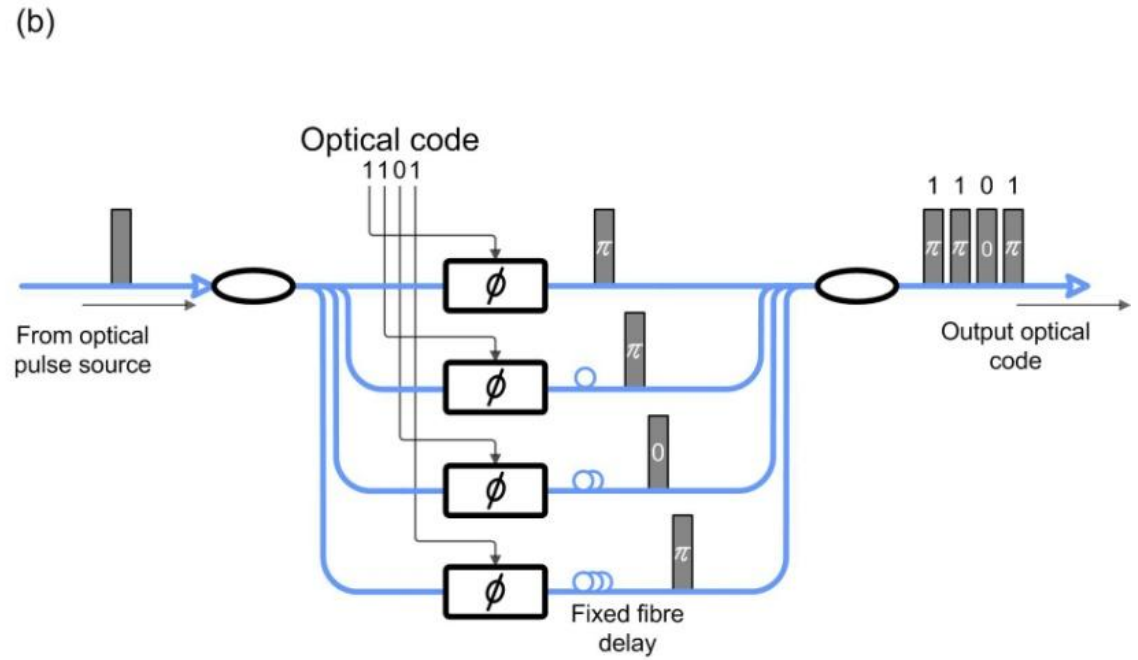 (b)
Optical code
1101
1 1 0 1
π
π π 0 π
ϕ
From optical
pulse source
Output optical
code
π
ϕ
0
ϕ
π
ϕ
Fixed fibre
delay